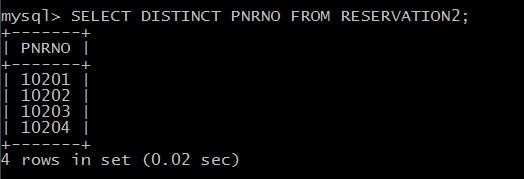 mysql> SELECT DISTINCT PNRNO FROM RESERVATION2;
+-------+
| PNRNO |
+-------+
| 10201 |
| 10202 |
| 10203 |
| 10204 |
+-------+
4 rows in set (0.02 sec)